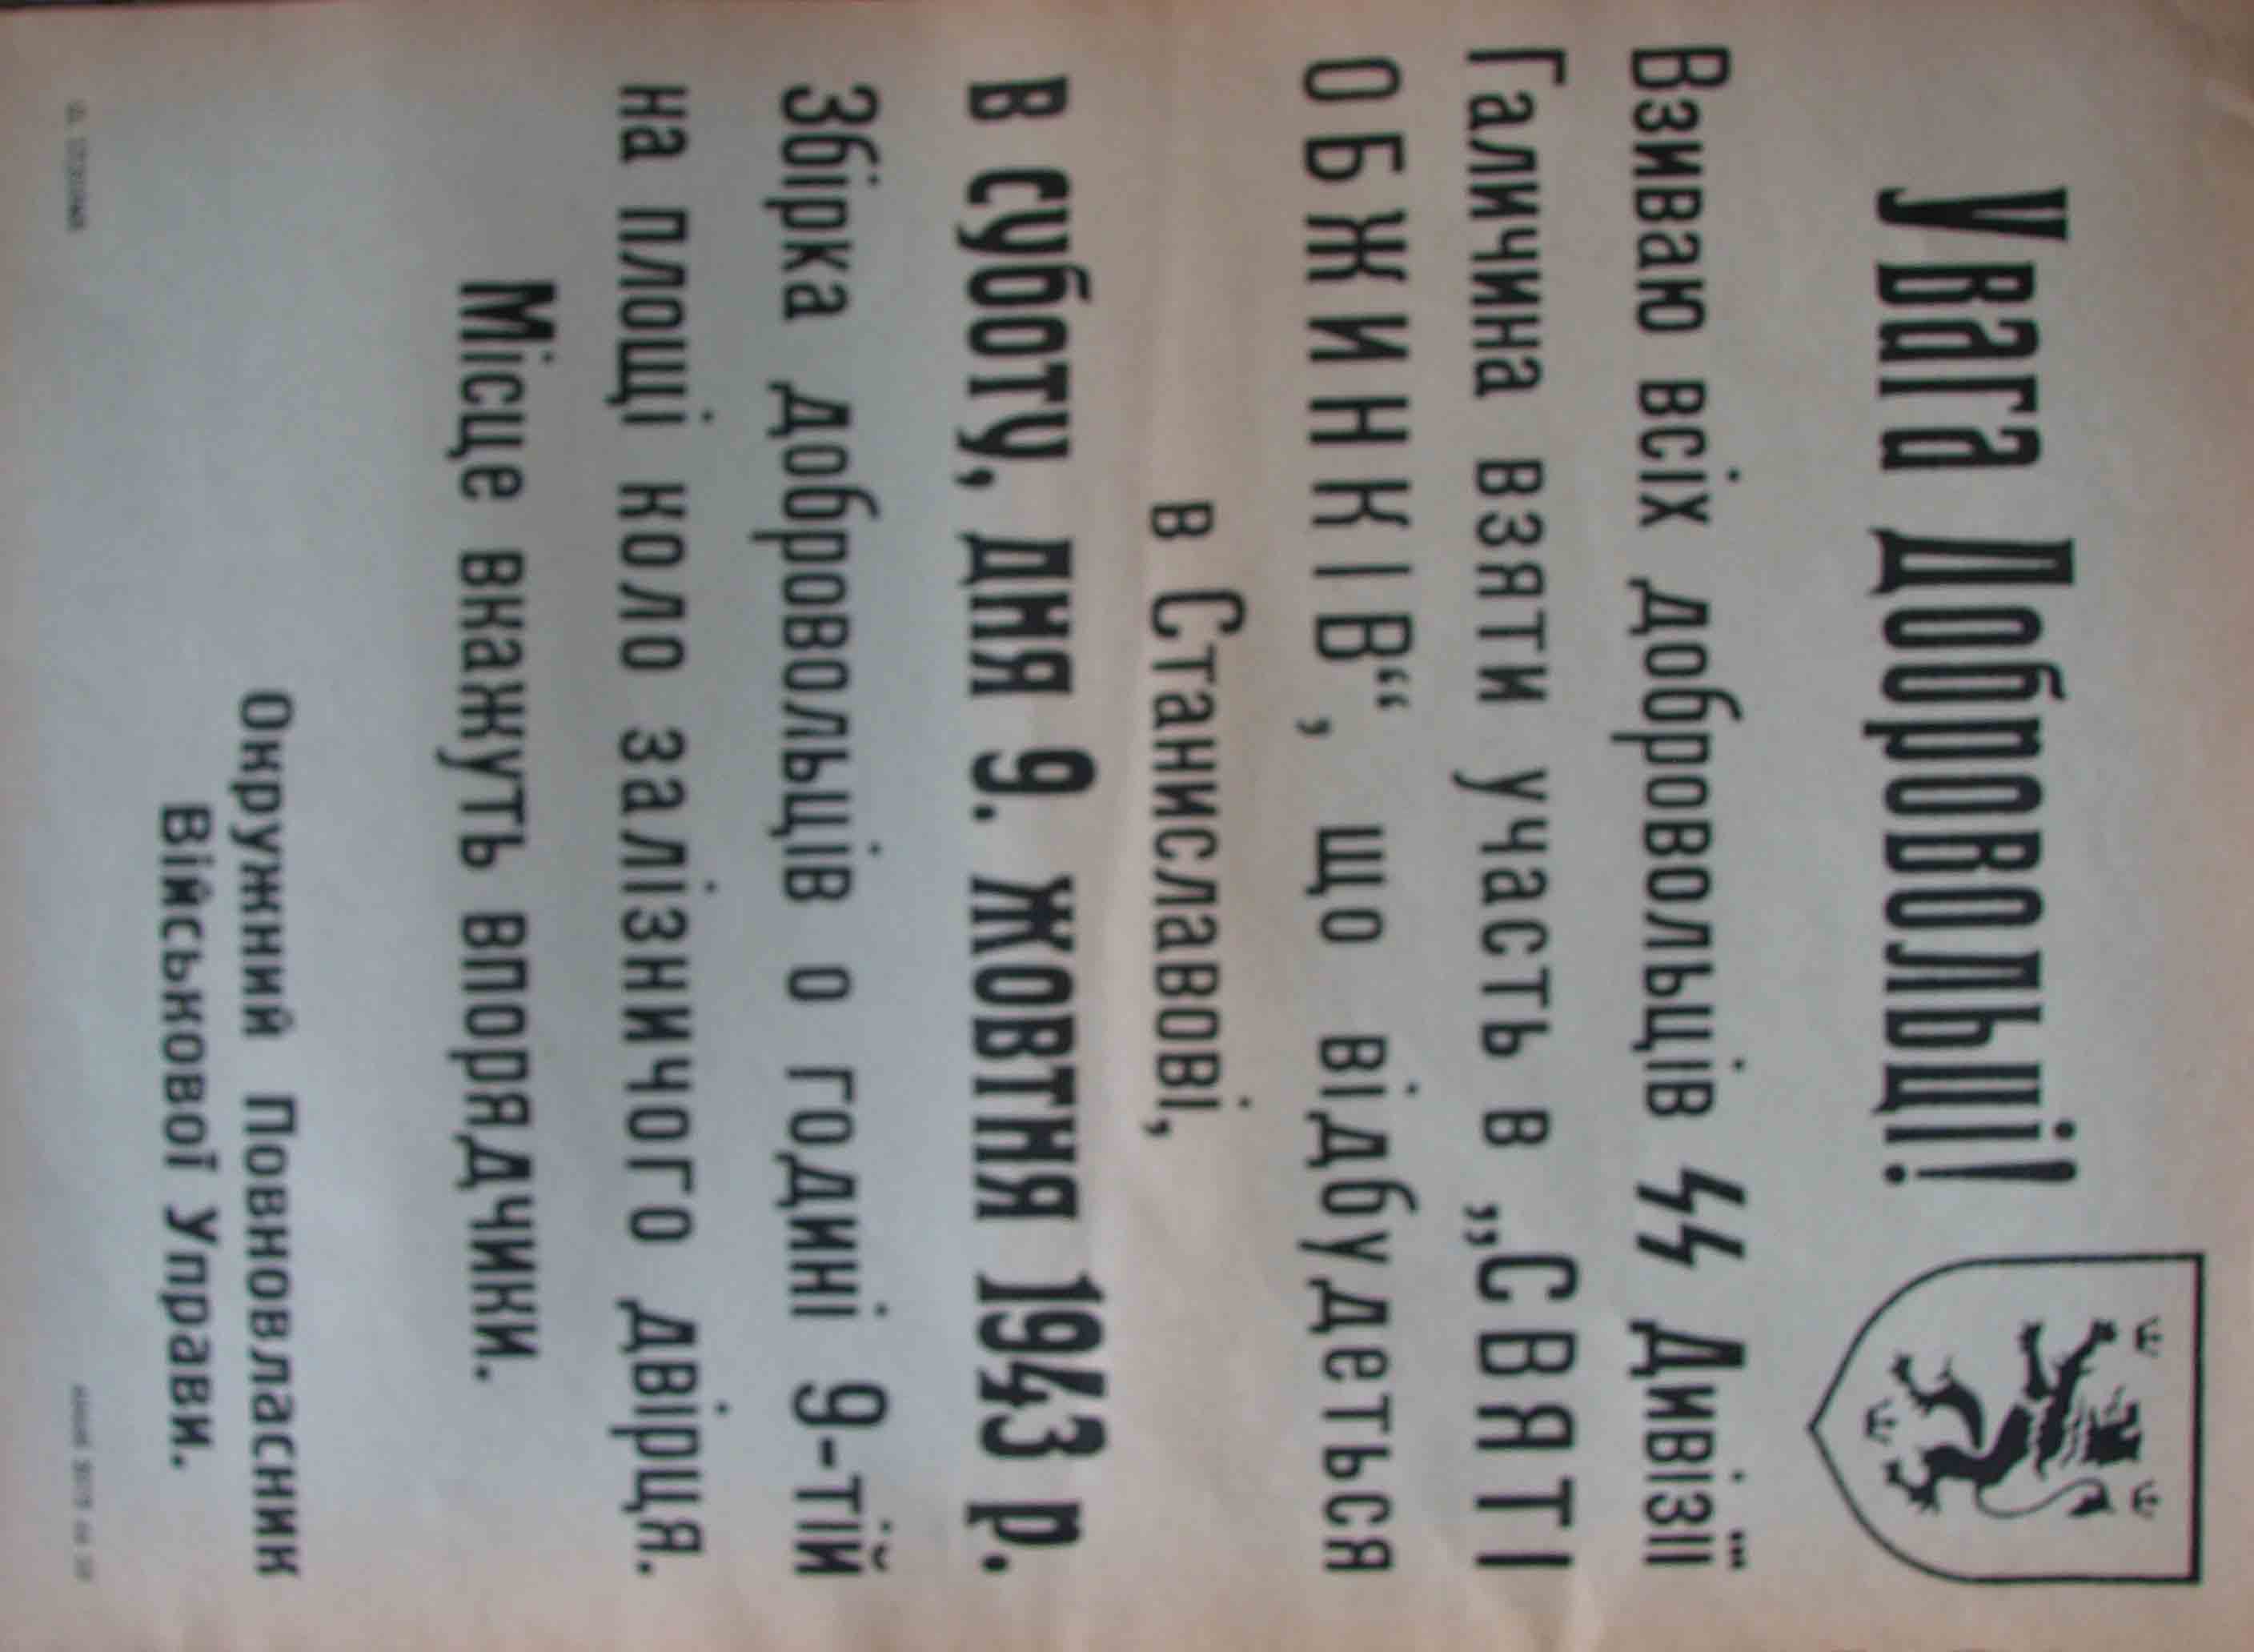 Увага Добровольці!
Взиваю всіх добровольців SS Дивізії
Галичина взяти участь в „СВЯТІ
ОБЖИНКІВ“, що відбудеться
в Станиславові,
в суботу, дня 9. жовтня 1943 р.
Збірка добровольців о годині 9-тій
на площі коло залізничого двірця.
Місце вкажуть впорядчики.
Окружний Повновласник
Військової Управи.